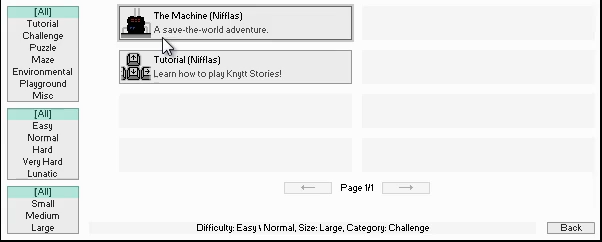 [All]
Tutorial
Challenge
Puzzle
Maze
Environmental
Playground
Misc
[All]
Easy
Normal
Hard
Very Hard
Lunatic
[All]
Small
Medium
Large
The Machine (Nifflas)
A save-the-world adventure.
Tutorial (Nifflas)
Learn how to play Knytt Stories!
Page 1/1
Difficulty: Easy \ Normal, Size: Large, Category: Challenge
Back